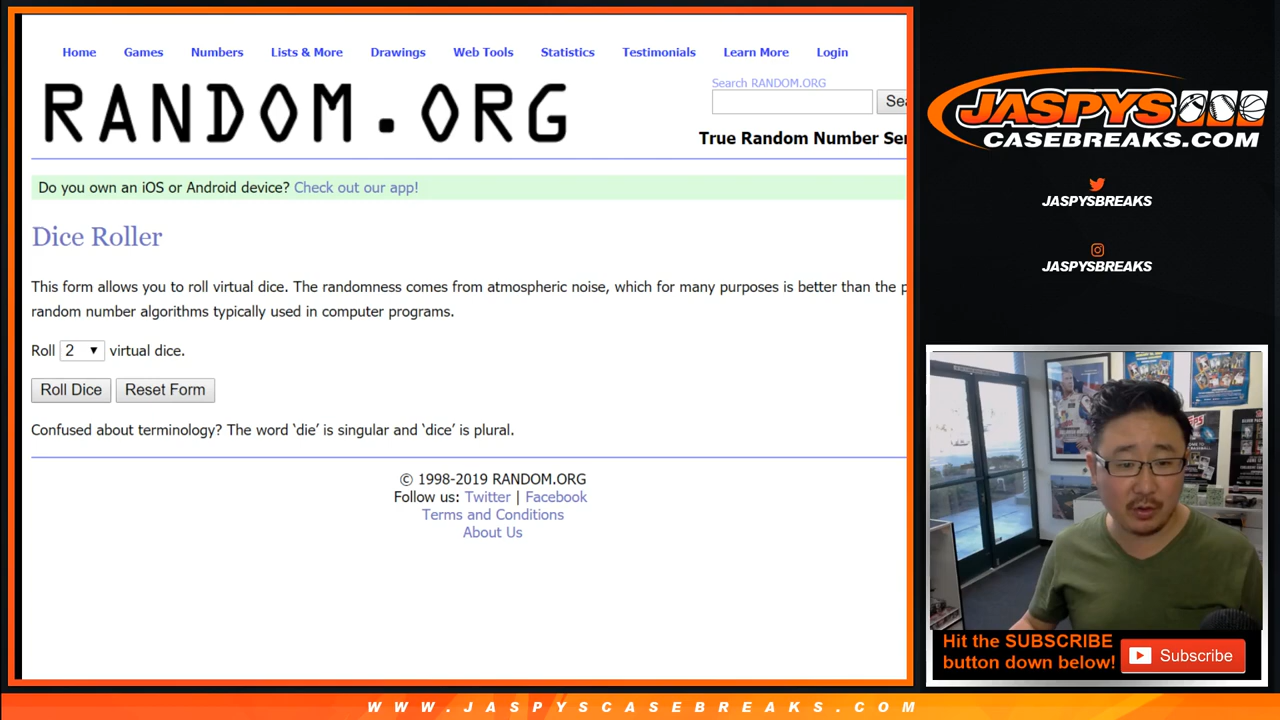 Home Games Numbers Lists & More Drawings Web Tools Statistics Testimonials Learn More Login
RANDOM.ORG
Search RANDOM.ORG
Sea
True Random Number Ser
Do you own an iOS or Android device? Check out our app!
Dice Roller
This form allows you to roll virtual dice. The randomness comes from atmospheric noise, which for many purposes is better than the p
random number algorithms typically used in computer programs.
Roll 2 virtual dice.
Roll Dice Reset Form
Confused about terminology? The word ‘die’ is singular and ‘dice’ is plural.
© 1998-2019 RANDOM.ORG
Follow us: Twitter | Facebook
Terms and Conditions
About Us
JASPYS
CASEBREAKS.COM
JASPYSBREAKS
JASPYSBREAKS
Hit the SUBSCRIBE
button down below!
Subscribe
WWW.JASPYSCASEBREAKS.COM